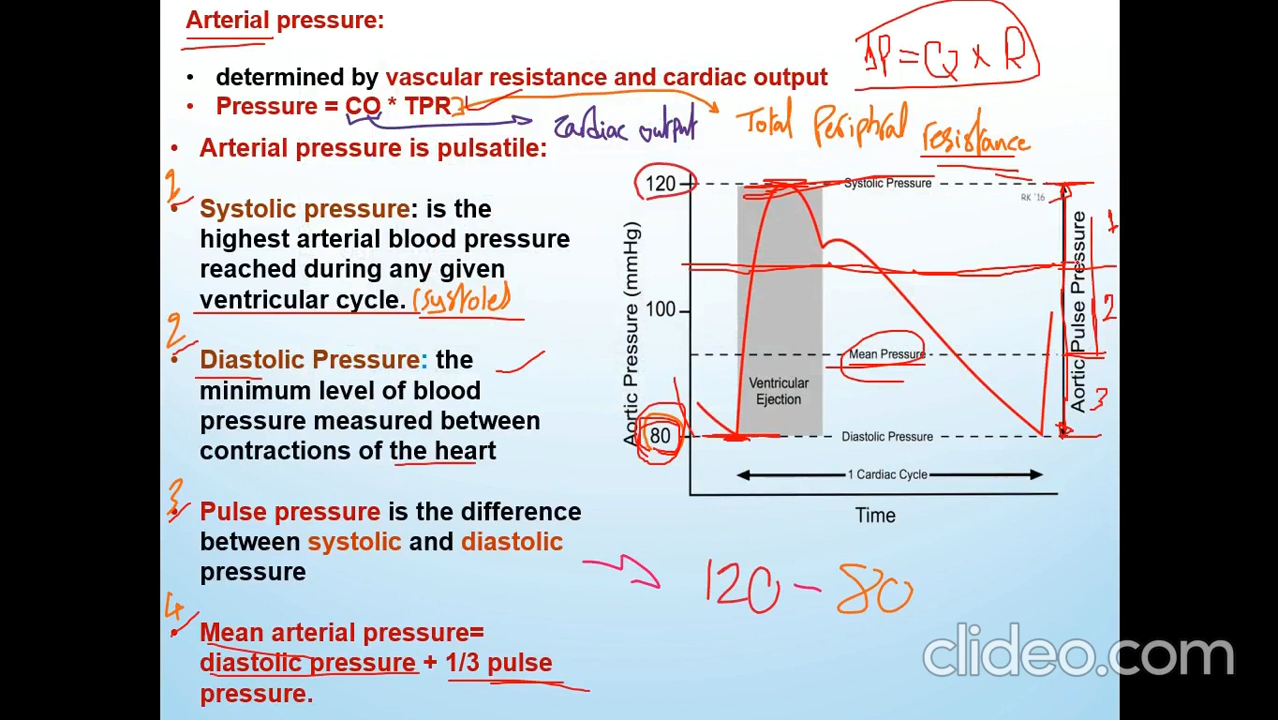 Arterial pressure:
ΔP = Q × R
• determined by vascular resistance and cardiac output
• Pressure = CO * TPR
Cardiac output
Total Peripheral resistance
• Arterial pressure is pulsatile:
1
• Systolic pressure: is the
highest arterial blood pressure
reached during any given
ventricular cycle. (systole)
2
• Diastolic Pressure: the
minimum level of blood
pressure measured between
contractions of the heart
3
• Pulse pressure is the difference
between systolic and diastolic
pressure
120 - 80
4
• Mean arterial pressure=
diastolic pressure + 1/3 pulse
pressure.
Aortic Pressure (mmHg)
120
100
80
Systolic Pressure
RK '16
Mean Pressure
Ventricular
Ejection
Diastolic Pressure
1 Cardiac Cycle
Time
Aortic Pulse Pressure
1
2
3
clideo.com